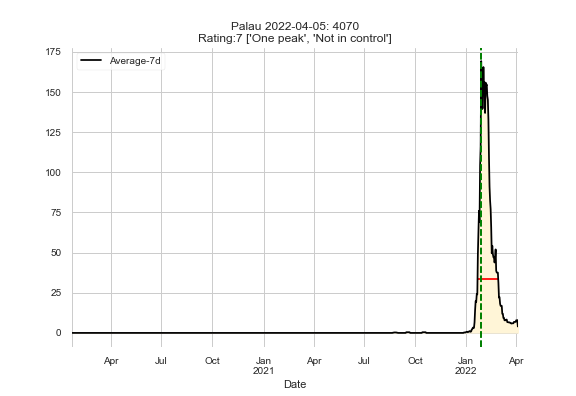 Palau 2022-04-05: 4070
Rating:7 ['One peak', 'Not in control']
Average-7d
175
150
125
100
75
50
25
0
Apr Jul Oct Jan Apr Jul Oct Jan Apr
2021 2022
Date